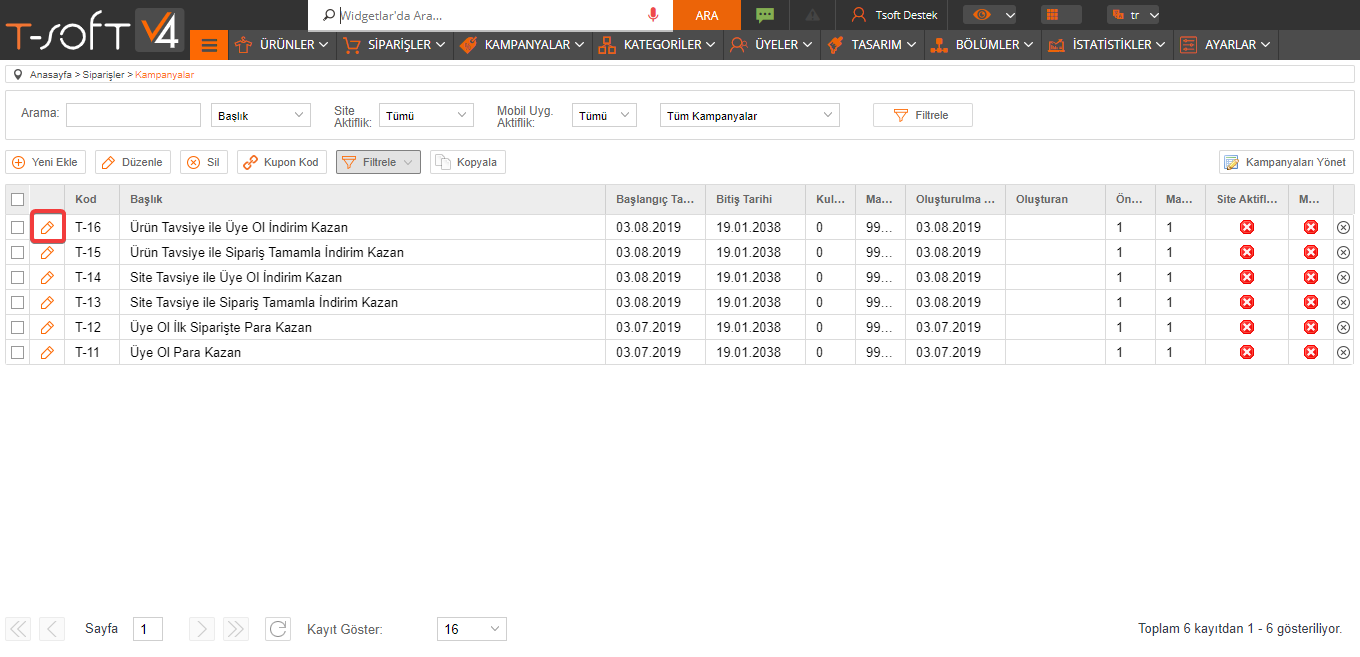 T-SOFT V4
Widgetlar'da Ara...
ARA
Tsoft Destek
tr
ÜRÜNLER
SİPARİŞLER
KAMPANYALAR
KATEGORİLER
ÜYELER
TASARIM
BÖLÜMLER
İSTATİSTİKLER
AYARLAR
Anasayfa > Siparişler > Kampanyalar
Arama:
Başlık
Site Aktiflik:
Tümü
Mobil Uyg. Aktiflik:
Tümü
Tüm Kampanyalar
Filtrele
Yeni Ekle
Düzenle
Sil
Kupon Kod
Filtrele
Kopyala
Kampanyaları Yönet
Kod Başlık Başlangıç Ta... Bitiş Tarihi Kul... Ma... Oluşturulma ... Oluşturan Ön... Ma... Site Aktifl... M...
T-16 Ürün Tavsiye ile Üye Ol İndirim Kazan 03.08.2019 19.01.2038 0 99... 03.08.2019 1 1
T-15 Ürün Tavsiye ile Sipariş Tamamla İndirim Kazan 03.08.2019 19.01.2038 0 99... 03.08.2019 1 1
T-14 Site Tavsiye ile Üye Ol İndirim Kazan 03.08.2019 19.01.2038 0 99... 03.08.2019 1 1
T-13 Site Tavsiye ile Sipariş Tamamla İndirim Kazan 03.08.2019 19.01.2038 0 99... 03.08.2019 1 1
T-12 Üye Ol İlk Siparişte Para Kazan 03.07.2019 19.01.2038 0 99... 03.07.2019 1 1
T-11 Üye Ol Para Kazan 03.07.2019 19.01.2038 0 99... 03.07.2019 1 1
Sayfa 1
Kayıt Göster: 16
Toplam 6 kayıtdan 1 - 6 gösteriliyor.